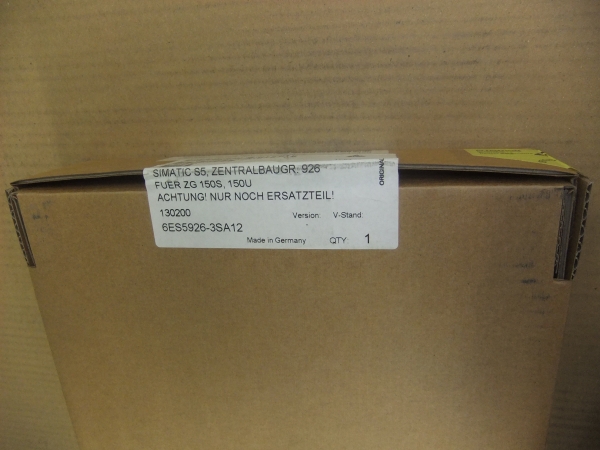 SIMATIC S5, ZENTRALBAUGR. 926
FUER ZG 150S, 150U
ACHTUNG! NUR NOCH ERSATZTEIL!
130200 Version: V-Stand:
6ES5926-3SA12
Made in Germany QTY: 1
ORIGINAL